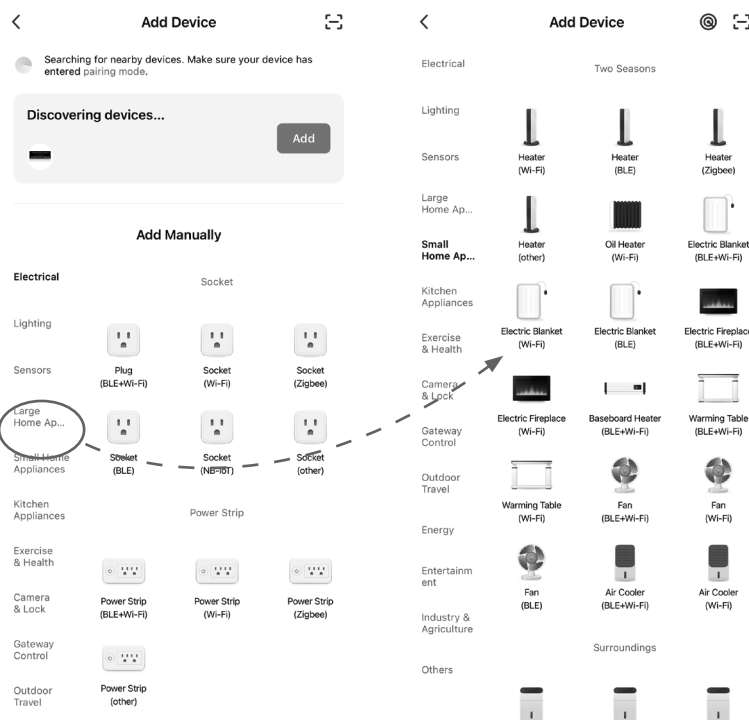 Add Device
Searching for nearby devices. Make sure your device has
entered pairing mode.
Discovering devices...
Add
Add Manually
Electrical
Lighting
Sensors
Large
Home Ap...
Small Home
Appliances
Kitchen
Appliances
Exercise
& Health
Camera
& Lock
Gateway
Control
Outdoor
Travel
Socket
Plug
(BLE+Wi-Fi)
Socket
(Wi-Fi)
Socket
(Zigbee)
Socket
(BLE)
Socket
(NB-IoT)
Socket
(other)
Power Strip
Power Strip
(BLE+Wi-Fi)
Power Strip
(Wi-Fi)
Power Strip
(Zigbee)
Power Strip
(other)
Add Device
Electrical
Lighting
Sensors
Large
Home Ap...
Small
Home Ap...
Kitchen
Appliances
Exercise
& Health
Camera
& Lock
Gateway
Control
Outdoor
Travel
Energy
Entertainm
ent
Industry &
Agriculture
Others
Two Seasons
Heater
(Wi-Fi)
Heater
(BLE)
Heater
(Zigbee)
Heater
(other)
Oil Heater
(Wi-Fi)
Electric Blanket
(BLE+Wi-Fi)
Electric Blanket
(Wi-Fi)
Electric Blanket
(BLE)
Electric Fireplace
(BLE+Wi-Fi)
Electric Fireplace
(Wi-Fi)
Baseboard Heater
(BLE+Wi-Fi)
Warming Table
(BLE+Wi-Fi)
Warming Table
(Wi-Fi)
Fan
(BLE+Wi-Fi)
Fan
(Wi-Fi)
Fan
(BLE)
Air Cooler
(BLE+Wi-Fi)
Air Cooler
(Wi-Fi)
Surroundings